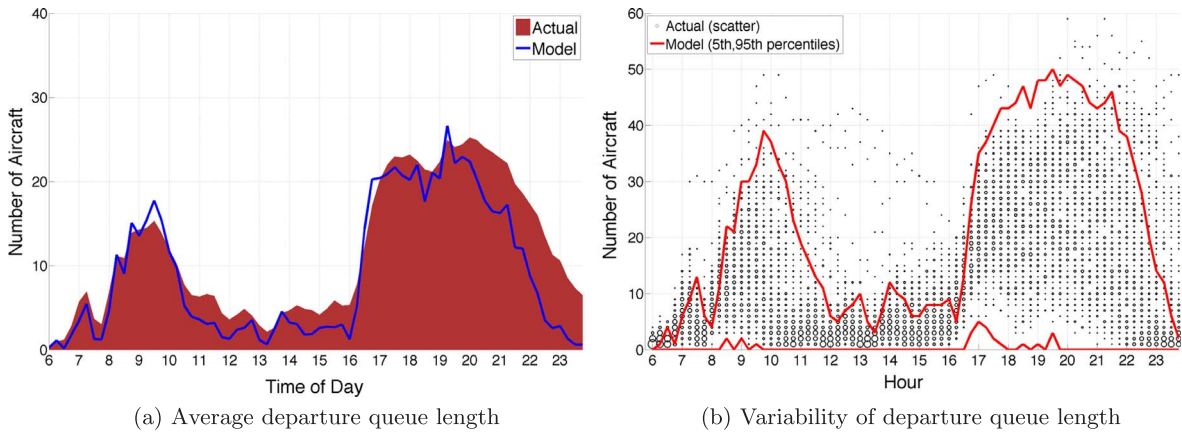 40
30
20
10
0
Number of Aircraft
Actual
Model
6 7 8 9 10 11 12 13 14 15 16 17 18 19 20 21 22 23
Time of Day
(a) Average departure queue length
60
50
40
30
20
10
0
Number of Aircraft
Actual (scatter)
Model (5th,95th percentiles)
6 7 8 9 10 11 12 13 14 15 16 17 18 19 20 21 22 23
Hour
(b) Variability of departure queue length